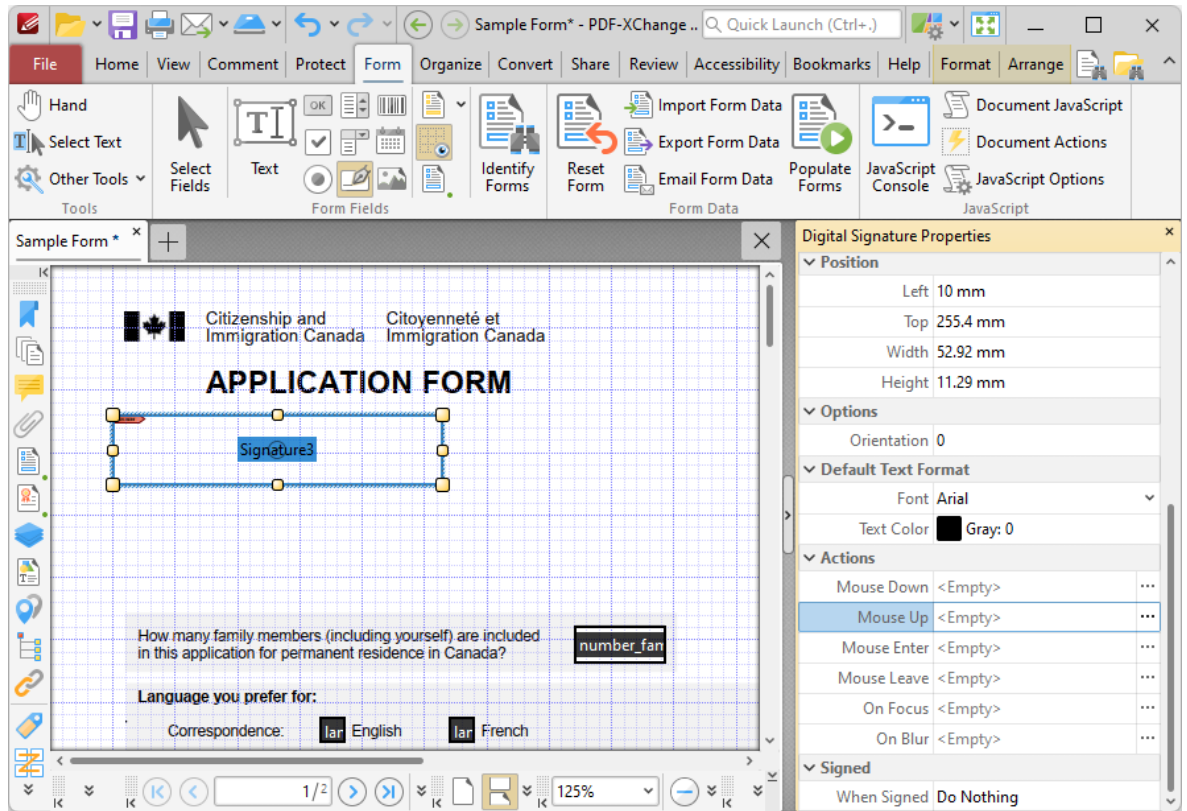 Sample Form* - PDF-XChange ..
Quick Launch (Ctrl+.)
File Home View Comment Protect Form Organize Convert Share Review Accessibility Bookmarks Help Format Arrange
Hand
Select Text
Other Tools
Tools
Select Fields
Text
OK
Form Fields
Identify Forms
Reset Form
Import Form Data
Export Form Data
Email Form Data
Populate Forms
Form Data
JavaScript Console
Document JavaScript
Document Actions
JavaScript Options
JavaScript
Sample Form *
Citizenship and
Immigration Canada
Citoyenneté et
Immigration Canada
APPLICATION FORM
Signature3
How many family members (including yourself) are included
in this application for permanent residence in Canada?
number_fan
Language you prefer for:
Correspondence: lar English lar French
1/2
125%
Digital Signature Properties
Position
Left 10 mm
Top 255.4 mm
Width 52.92 mm
Height 11.29 mm
Options
Orientation 0
Default Text Format
Font Arial
Text Color Gray: 0
Actions
Mouse Down <Empty>
Mouse Up <Empty>
Mouse Enter <Empty>
Mouse Leave <Empty>
On Focus <Empty>
On Blur <Empty>
Signed
When Signed Do Nothing